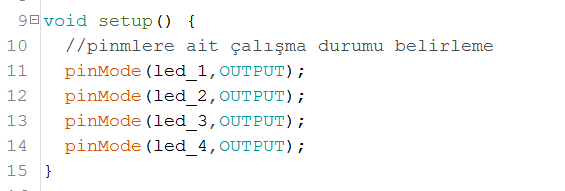 9 void setup() {
10 //pinmlere ait çalışma durumu belirleme
11 pinMode(led_1,OUTPUT);
12 pinMode(led_2,OUTPUT);
13 pinMode(led_3,OUTPUT);
14 pinMode(led_4,OUTPUT);
15 }